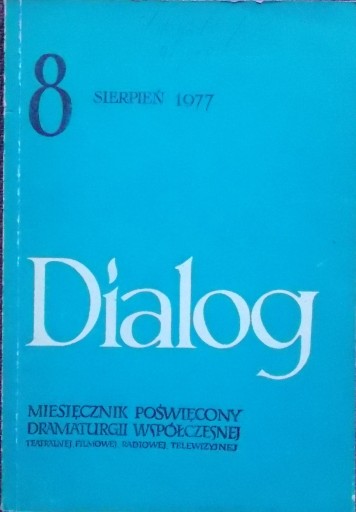 8 SIERPIEŃ 1977
Dialog
MIESIĘCZNIK POŚWIĘCONY
DRAMATURGII WSPÓŁCZESNEJ
TEATRALNEJ, FILMOWEJ, RADIOWEJ, TELEWIZYJNEJ